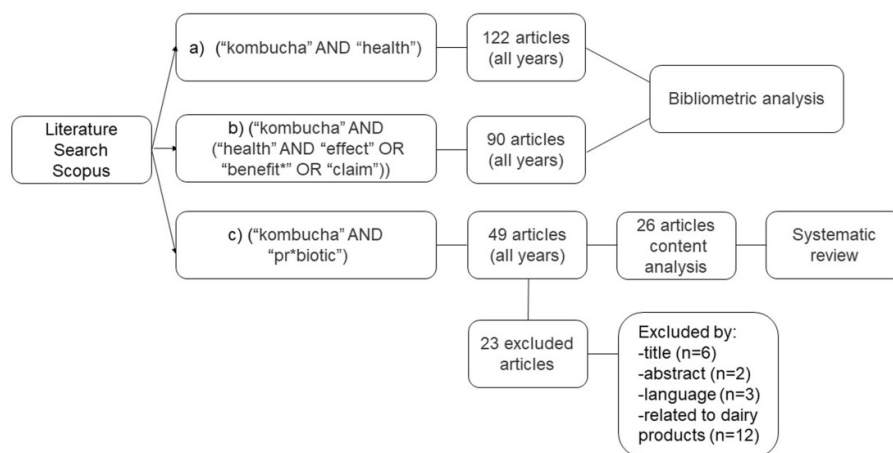 Literature
Search
Scopus
a) (“kombucha” AND “health”)
122 articles
(all years)
Bibliometric analysis
b) (“kombucha” AND
(“health” AND “effect” OR
“benefit*” OR “claim”))
90 articles
(all years)
c) (“kombucha” AND
“pr*biotic”)
49 articles
(all years)
26 articles
content
analysis
Systematic
review
23 excluded
articles
Excluded by:
-title (n=6)
-abstract (n=2)
-language (n=3)
-related to dairy
products (n=12)